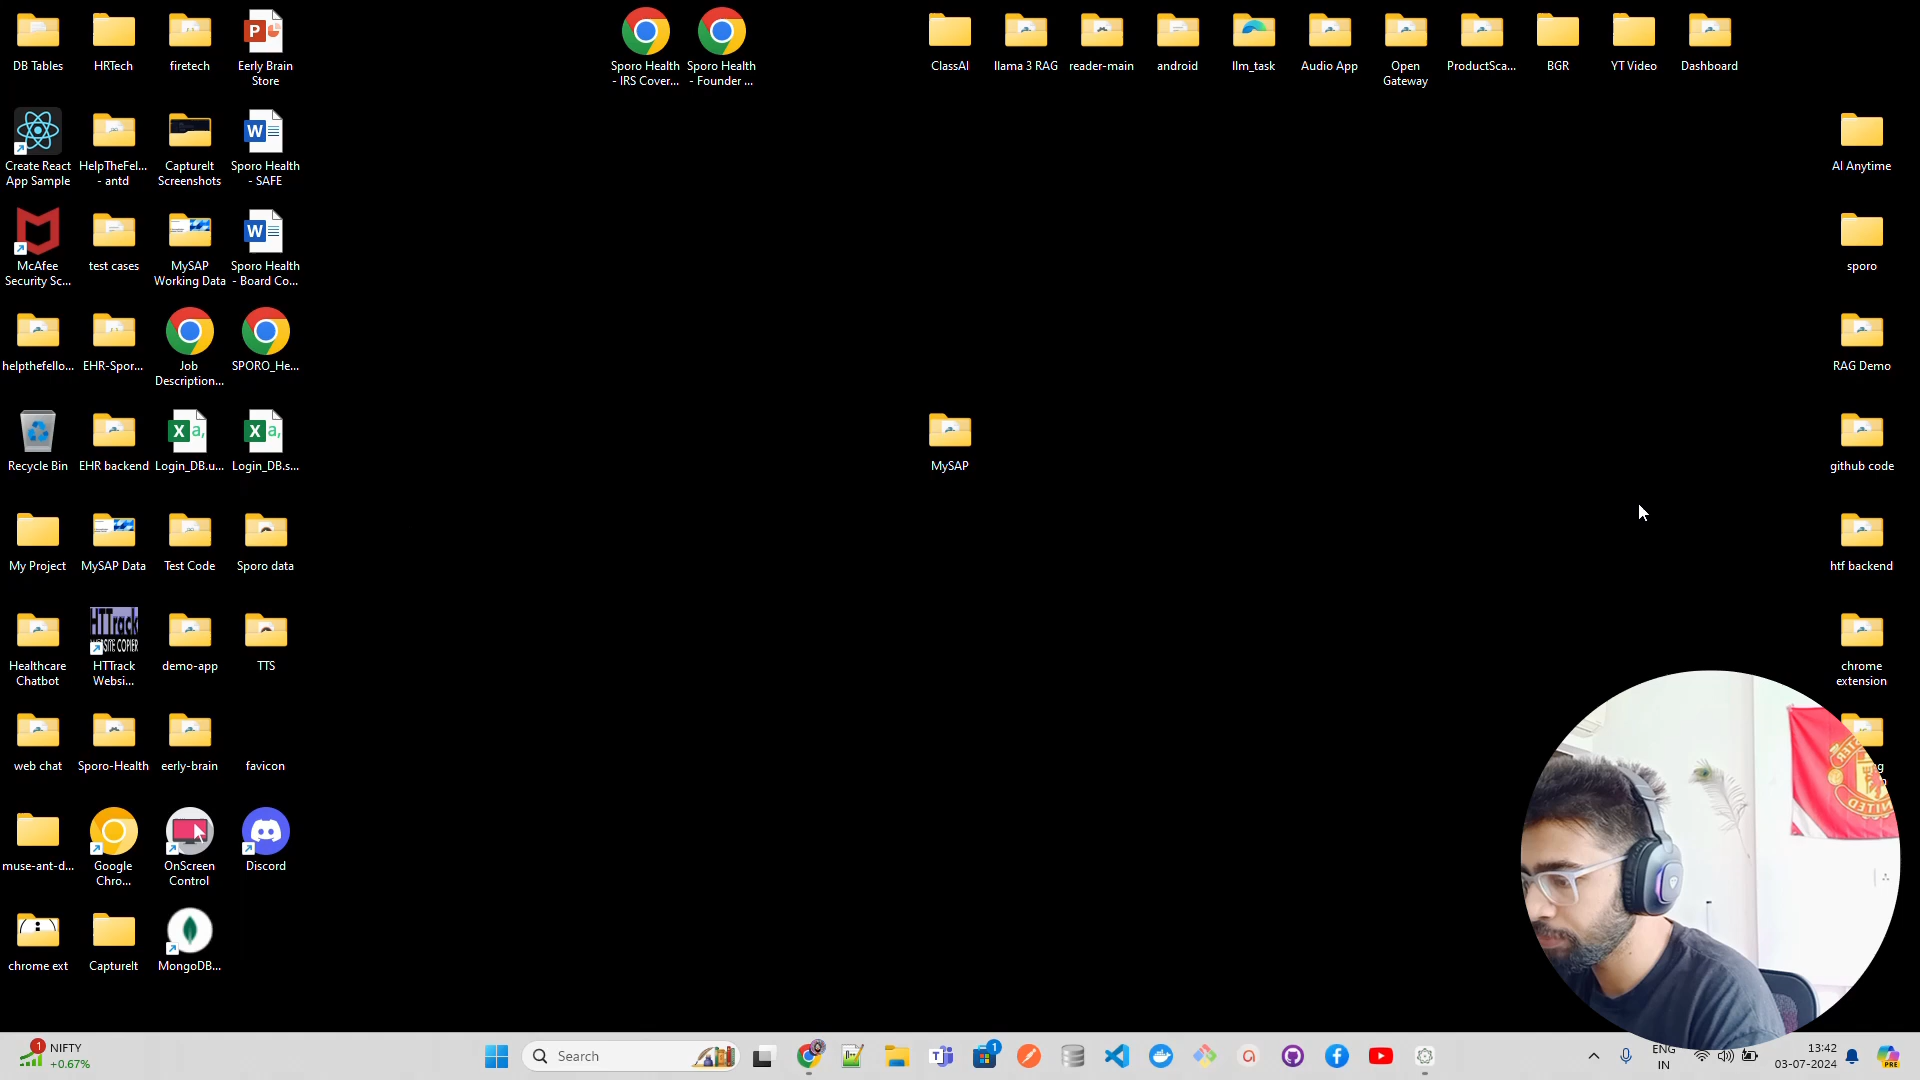 DB Tables
HRTech
firetech
Eerly Brain
Store
Sporo Health
- IRS Cover...
Sporo Health
- Founder ...
ClassAI
llama 3 RAG
reader-main
android
llm_task
Audio App
Open
Gateway
ProductSca...
BGR
YT Video
Dashboard
Create React
App Sample
HelpTheFel...
- antd
CaptureIt
Screenshots
Sporo Health
- SAFE
AI Anytime
McAfee
Security Sc...
test cases
MySAP
Working Data
Sporo Health
- Board Co...
sporo
helpthefello...
EHR-Spor...
Job
Description...
SPORO_He...
RAG Demo
Recycle Bin
EHR backend
Login_DB.u...
Login_DB.s...
MySAP
github code
My Project
MySAP Data
Test Code
Sporo data
htf backend
Healthcare
Chatbot
HTTrack
WEBSITE COPIER
HTTrack
Websi...
demo-app
TTS
chrome
extension
web chat
Sporo-Health
eerly-brain
favicon
muse-ant-d...
Google
Chro...
OnScreen
Control
Discord
chrome ext
CaptureIt
MongoDB...
1
NIFTY
+0.67%
Search
1
ENG
IN
13:42
03-07-2024
PRE